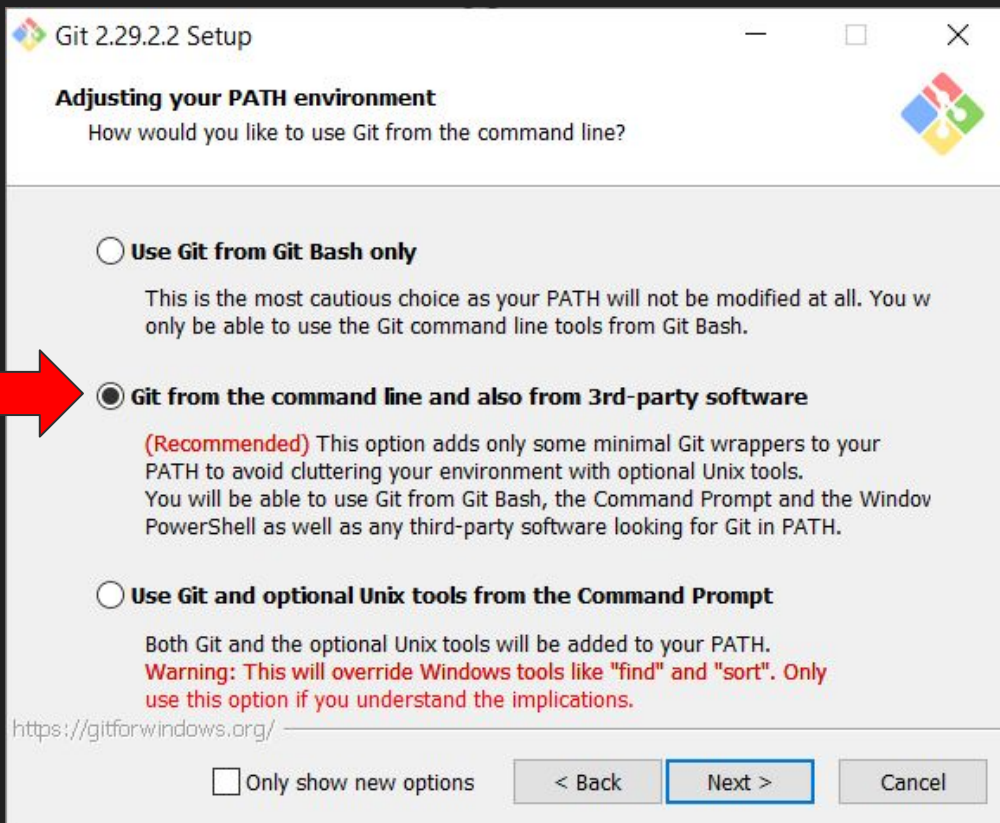 Git 2.29.2.2 Setup
Adjusting your PATH environment
How would you like to use Git from the command line?
Use Git from Git Bash only
This is the most cautious choice as your PATH will not be modified at all. You w
only be able to use the Git command line tools from Git Bash.
Git from the command line and also from 3rd-party software
(Recommended) This option adds only some minimal Git wrappers to your
PATH to avoid cluttering your environment with optional Unix tools.
You will be able to use Git from Git Bash, the Command Prompt and the Window
PowerShell as well as any third-party software looking for Git in PATH.
Use Git and optional Unix tools from the Command Prompt
Both Git and the optional Unix tools will be added to your PATH.
Warning: This will override Windows tools like "find" and "sort". Only
use this option if you understand the implications.
https://gitforwindows.org/
Only show new options
< Back
Next >
Cancel